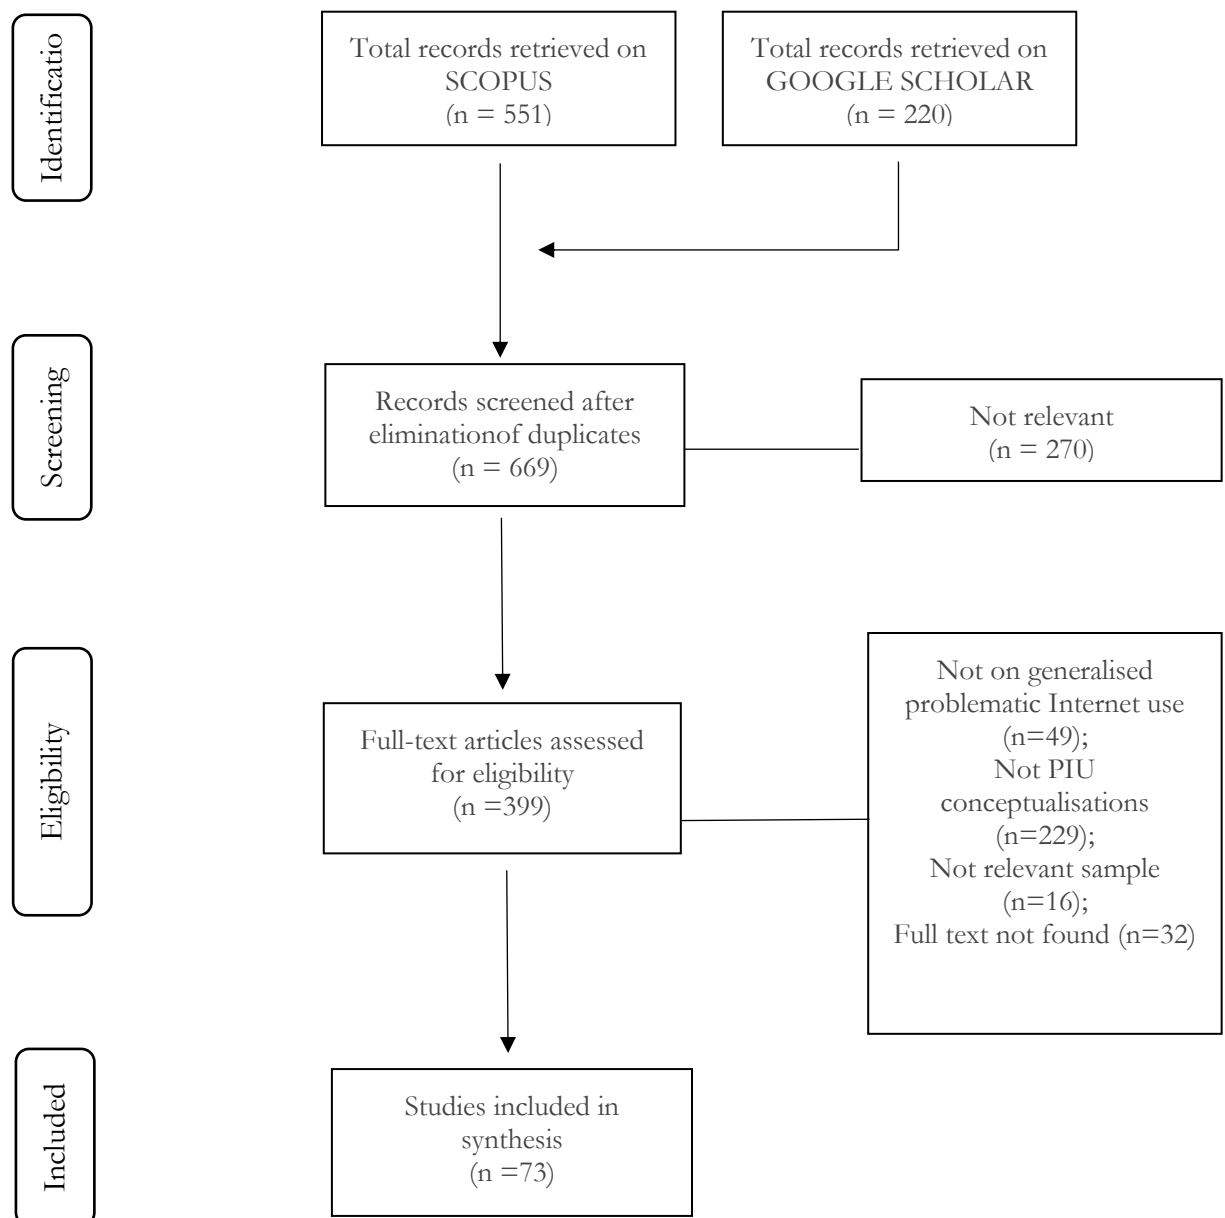 Identificatio
Total records retrieved on
SCOPUS
(n = 551)
Total records retrieved on
GOOGLE SCHOLAR
(n = 220)
Screening
Records screened after
eliminationof duplicates
(n = 669)
Not relevant
(n = 270)
Eligibility
Full-text articles assessed
for eligibility
(n =399)
Not on generalised
problematic Internet use
(n=49);
Not PIU
conceptualisations
(n=229);
Not relevant sample
(n=16);
Full text not found (n=32)
Included
Studies included in
synthesis
(n =73)